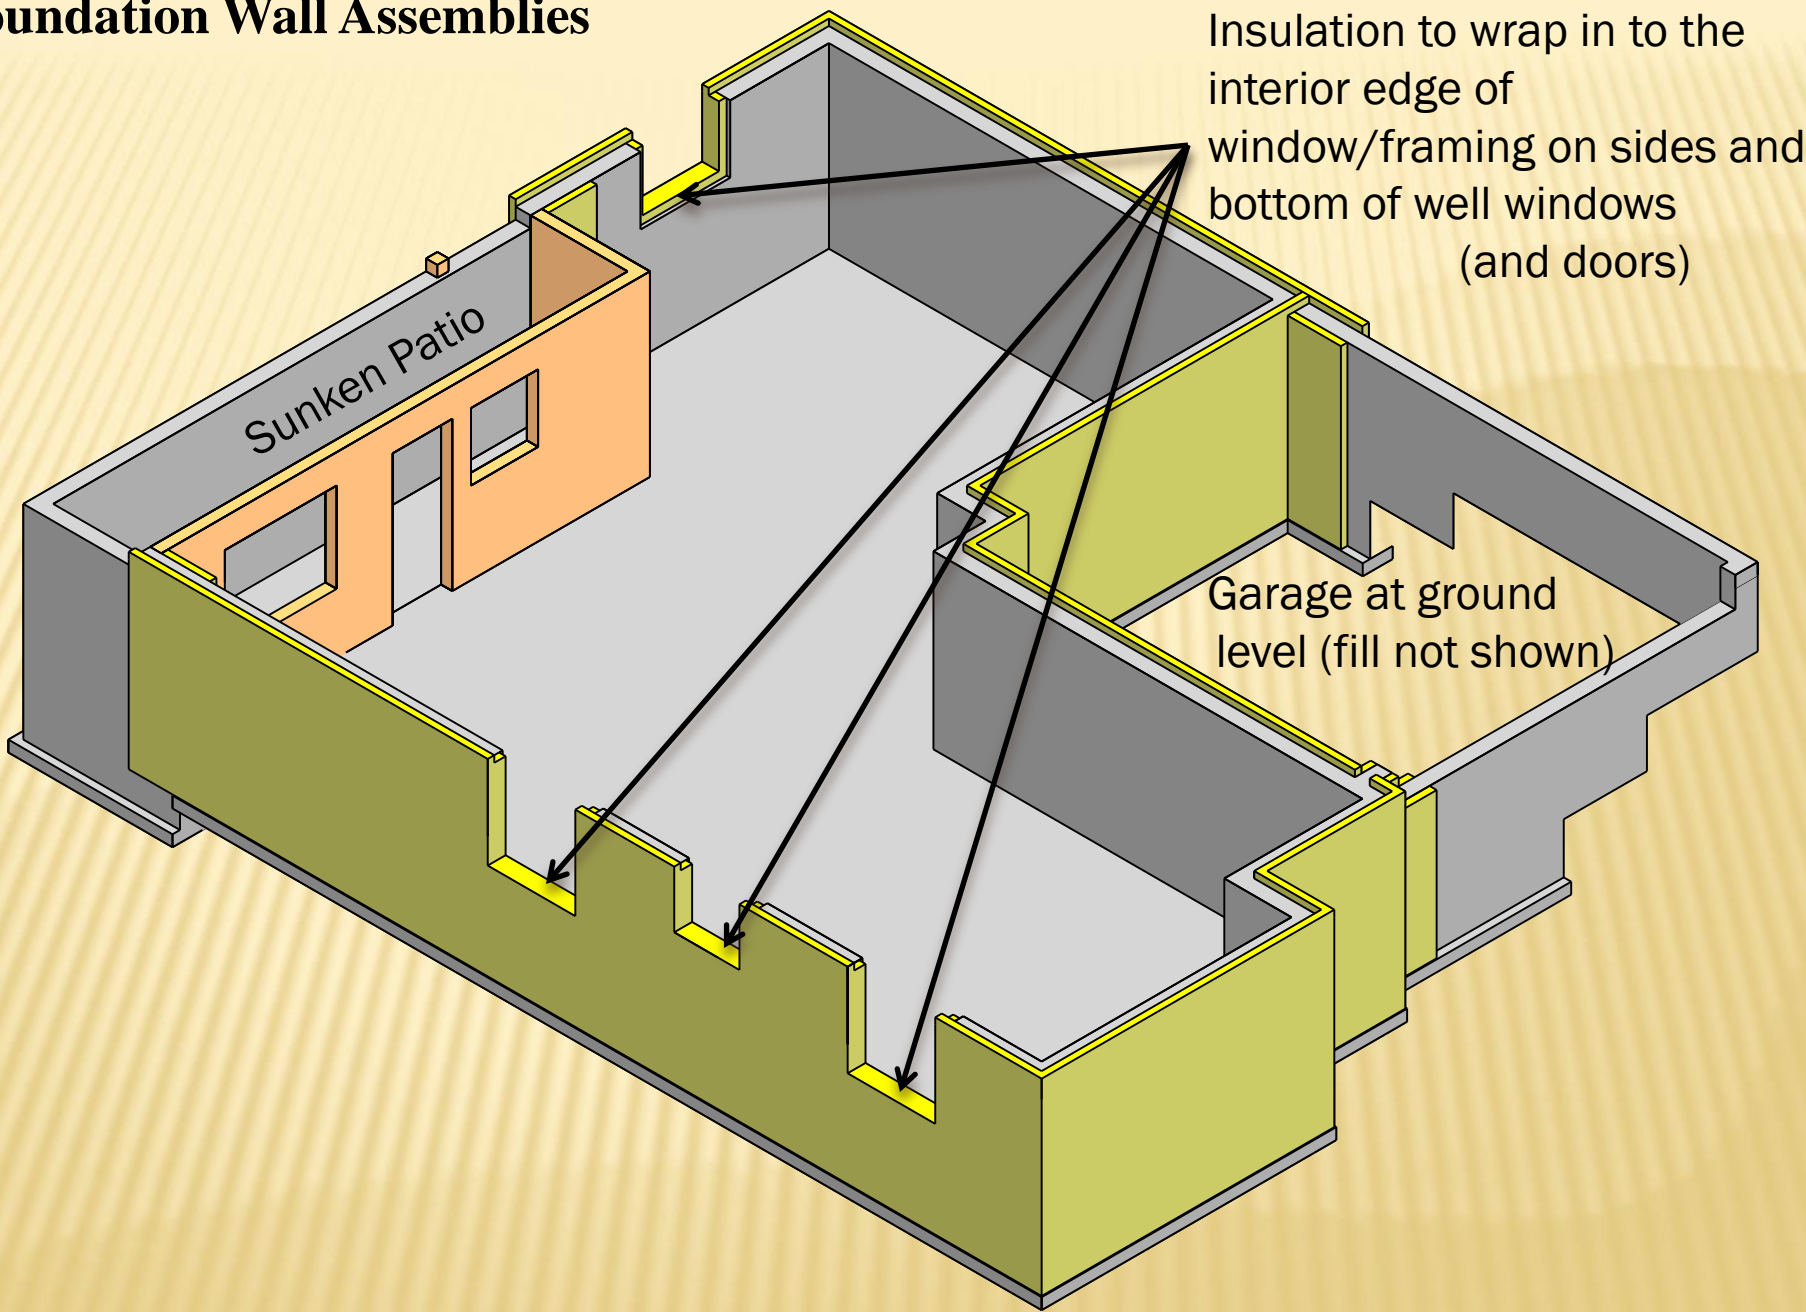 oundation Wall Assemblies
Insulation to wrap in to the
interior edge of
window/framing on sides and
bottom of well windows
(and doors)
Sunken Patio
Garage at ground
level (fill not shown)